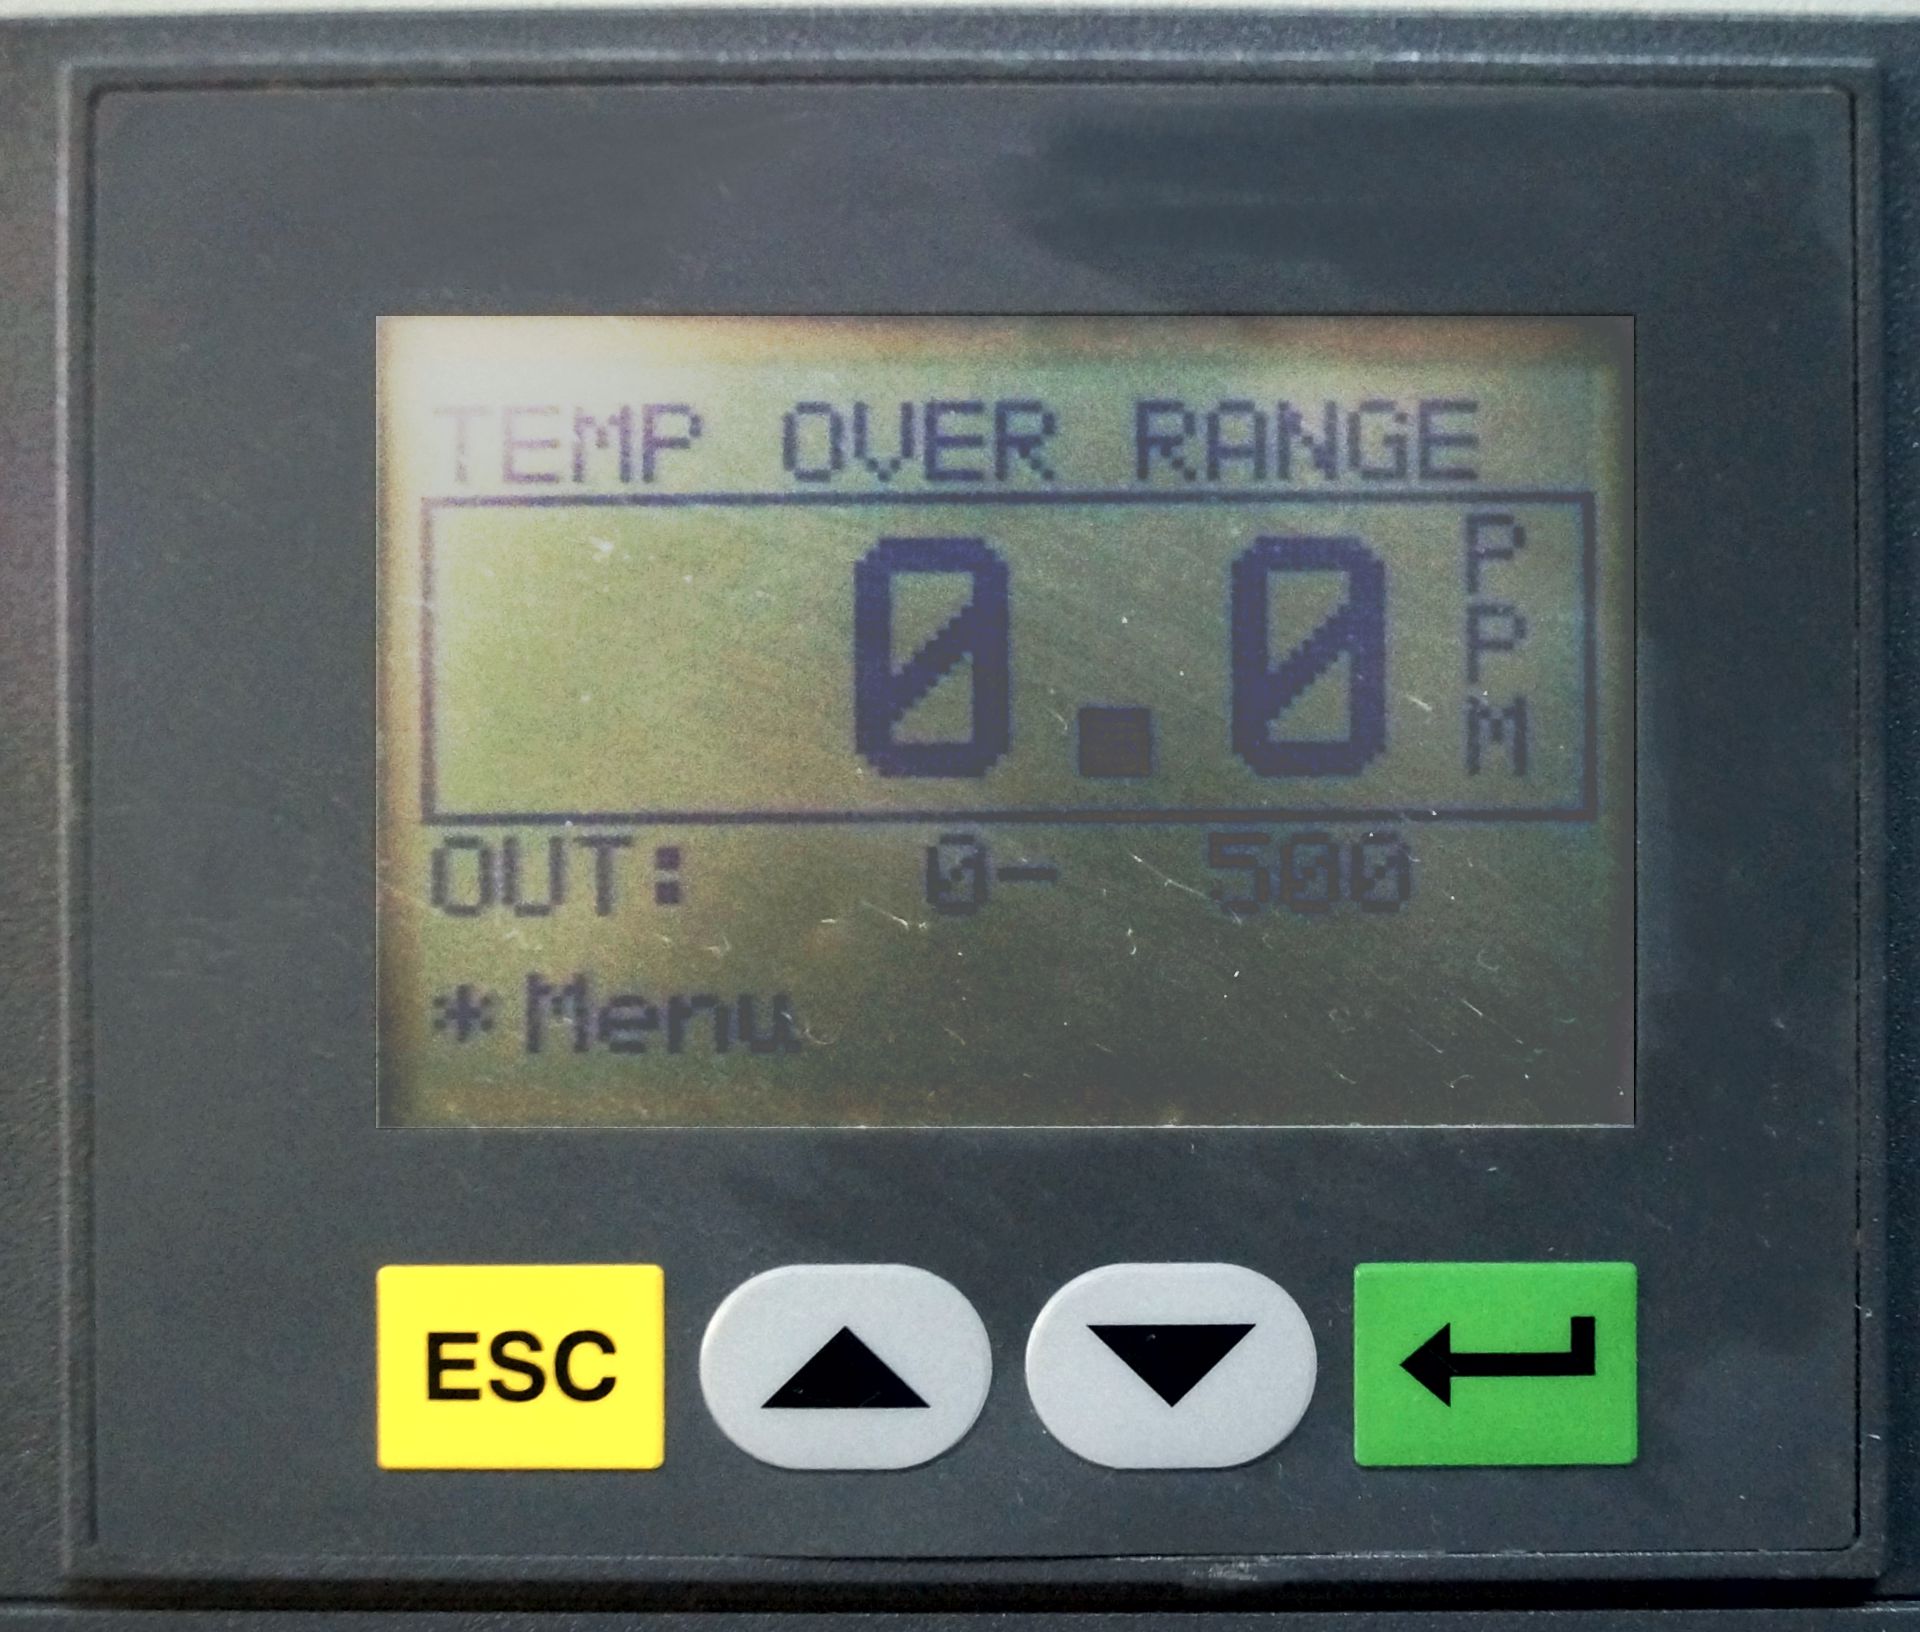 TEMP OVER RANGE
0.0 PPM
OUT: 0- 500
*Menu
ESC